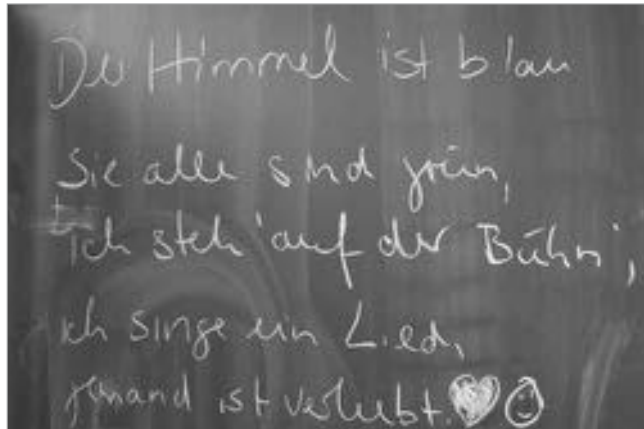 Der Himmel ist blau
Sie alle sind grün,
ich steh' auf der Bühn',
ich singe ein Lied,
jemand ist verliebt.